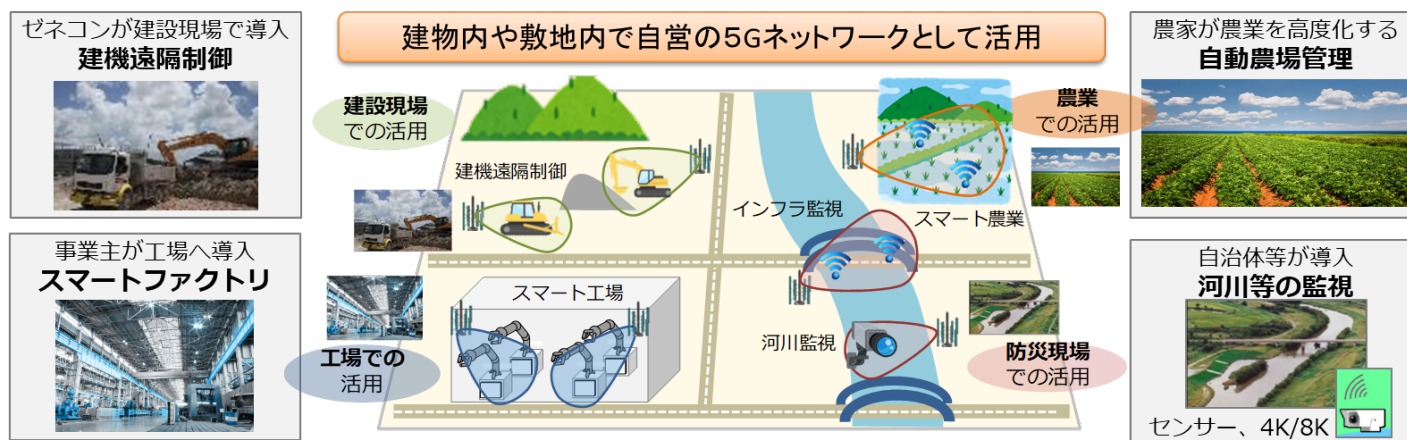 建物内や敷地内で自営の5Gネットワークとして活用
ゼネコンが建設現場で導入
建機遠隔制御
事業主が工場へ導入
スマートファクトリ
建設現場
での活用
建機遠隔制御
スマート工場
工場での
活用
インフラ監視
スマート農業
農業
での活用
河川監視
防災現場
での活用
農家が農業を高度化する
自動農場管理
自治体等が導入
河川等の監視
センサー、4K/8K